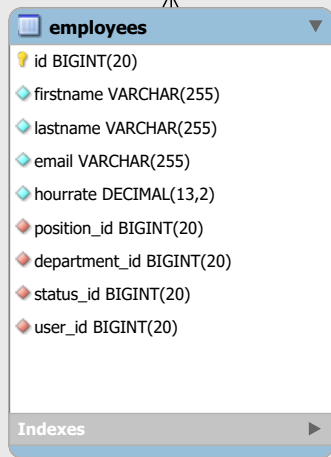 employees
id BIGINT(20)
firstname VARCHAR(255)
lastname VARCHAR(255)
email VARCHAR(255)
hourrate DECIMAL(13,2)
position_id BIGINT(20)
department_id BIGINT(20)
status_id BIGINT(20)
user_id BIGINT(20)
Indexes